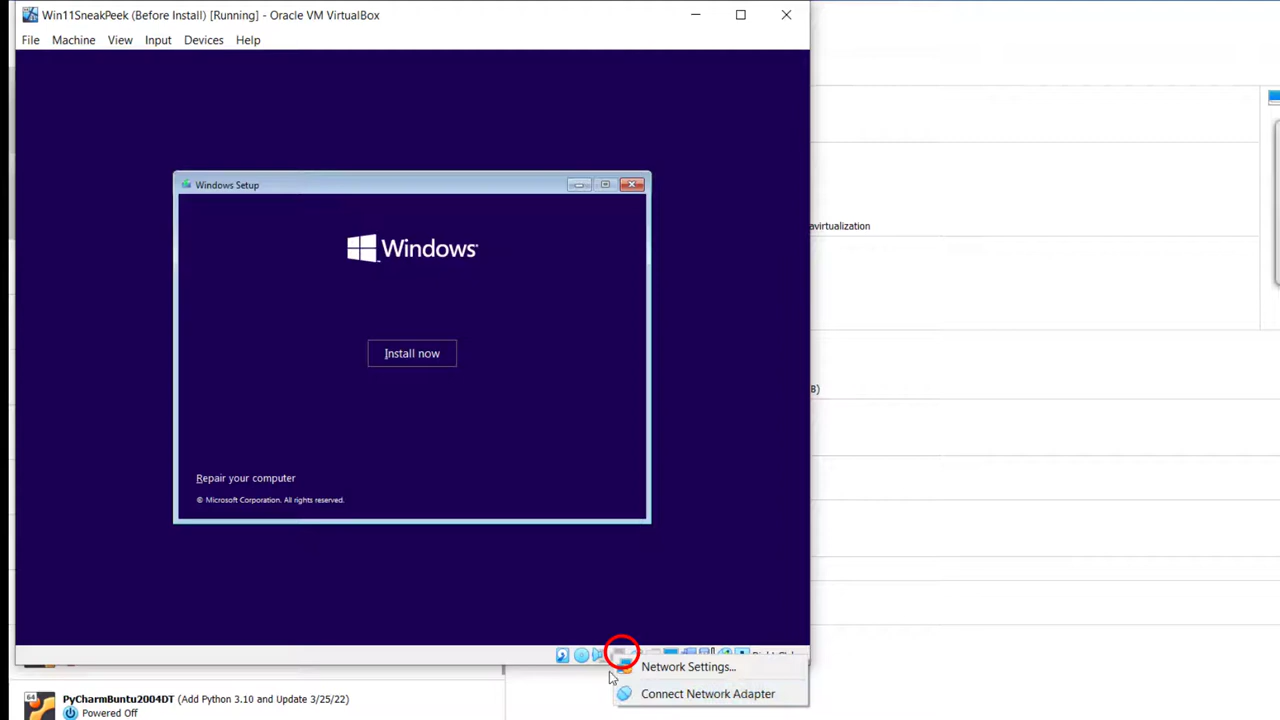 Win11SneakPeek (Before Install) [Running] - Oracle VM VirtualBox
File Machine View Input Devices Help
Windows Setup
Windows
avirtualization
Install now
B)
Repair your computer
© Microsoft Corporation. All rights reserved.
Network Settings...
Connect Network Adapter
64
PyCharmBuntu2004DT (Add Python 3.10 and Update 3/25/22)
Powered Off